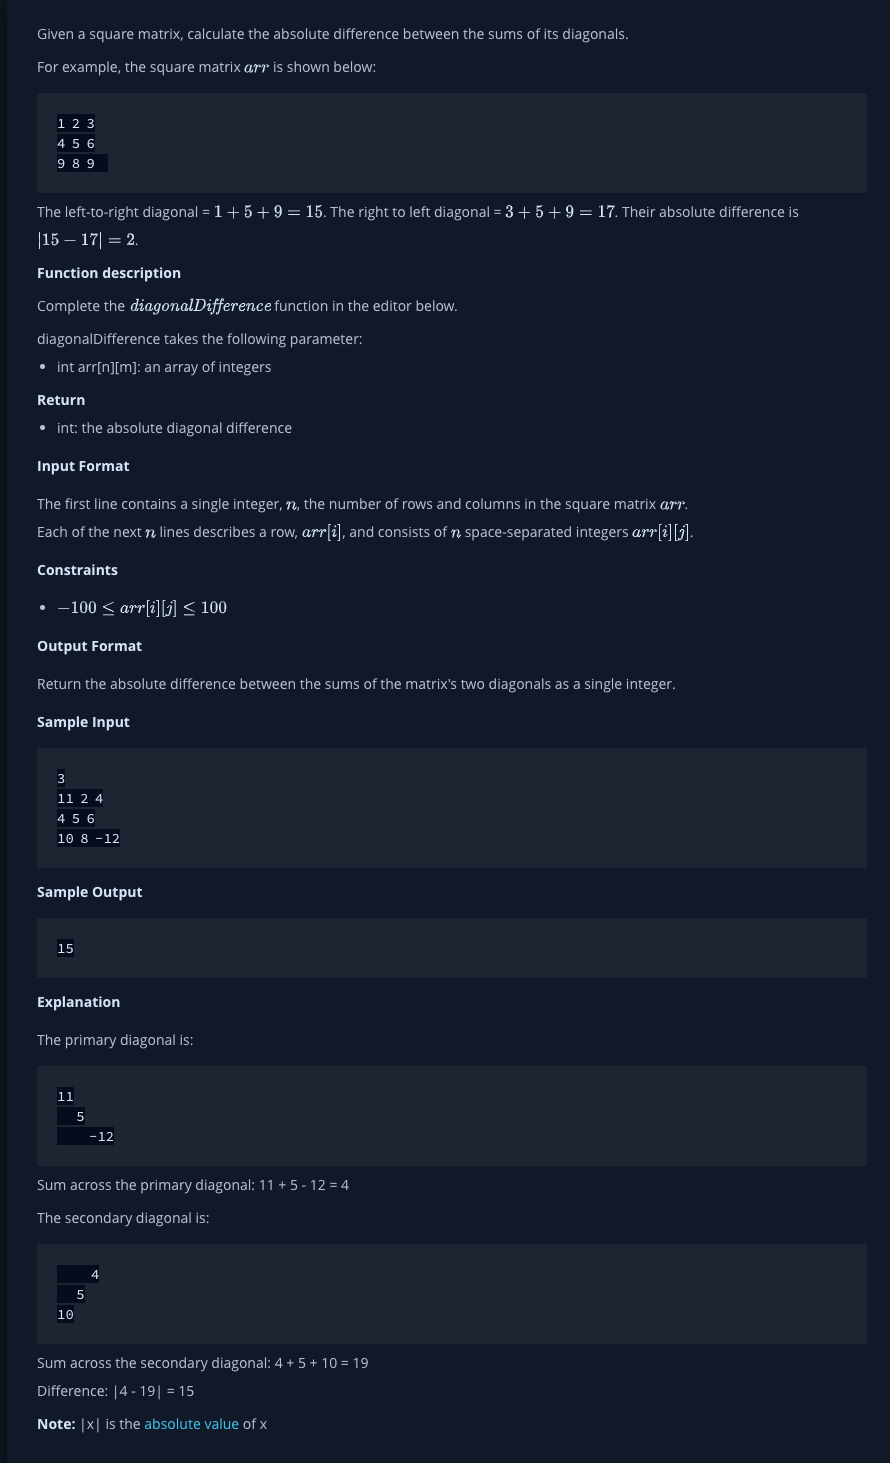 Given a square matrix, calculate the absolute difference between the sums of its diagonals.
For example, the square matrix arr is shown below:
1 2 3
4 5 6
9 8 9
The left-to-right diagonal = 1 + 5 + 9 = 15. The right to left diagonal = 3 + 5 + 9 = 17. Their absolute difference is
|15 − 17| = 2.
Function description
Complete the diagonalDifference function in the editor below.
diagonalDifference takes the following parameter:
• int arr[n][m]: an array of integers
Return
• int: the absolute diagonal difference
Input Format
The first line contains a single integer, n, the number of rows and columns in the square matrix arr.
Each of the next n lines describes a row, arr[i], and consists of n space-separated integers arr[i][j].
Constraints
• −100 ≤ arr[i][j] ≤ 100
Output Format
Return the absolute difference between the sums of the matrix's two diagonals as a single integer.
Sample Input
3
11 2 4
4 5 6
10 8 -12
Sample Output
15
Explanation
The primary diagonal is:
11
5
-12
Sum across the primary diagonal: 11 + 5 - 12 = 4
The secondary diagonal is:
4
5
10
Sum across the secondary diagonal: 4 + 5 + 10 = 19
Difference: |4 - 19| = 15
Note: |x| is the absolute value of x